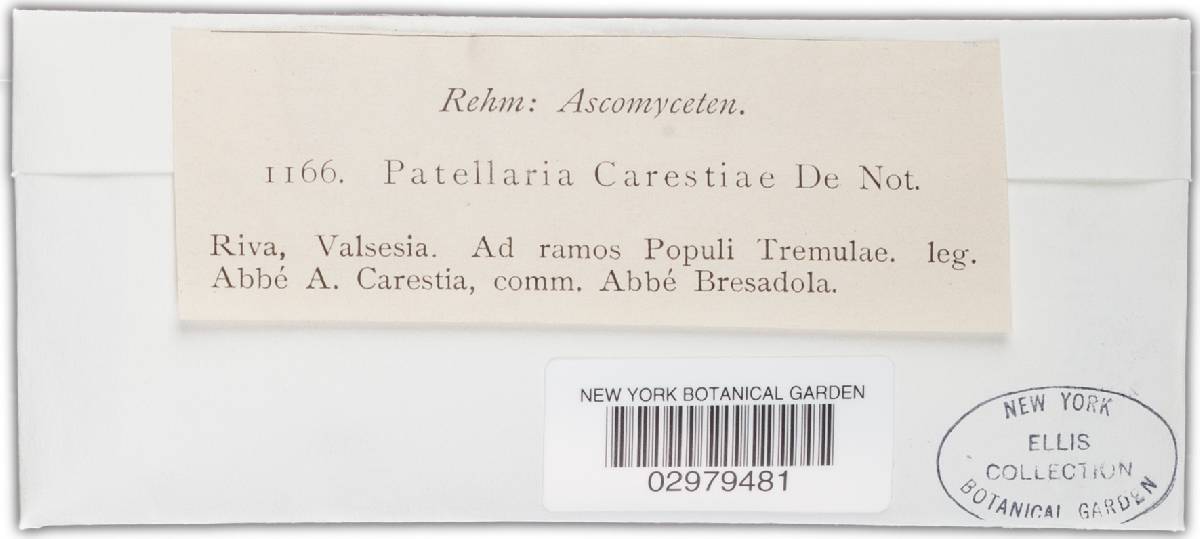 Rehm: Ascomyceten.
1166. Patellaria Carestiae De Not.
Riva, Valsesia. Ad ramos Populi Tremulae. leg.
Abbé A. Carestia, comm. Abbé Bresadola.
NEW YORK BOTANICAL GARDEN
02979481
NEW YORK
ELLIS
COLLECTION
BOTANICAL GARDEN